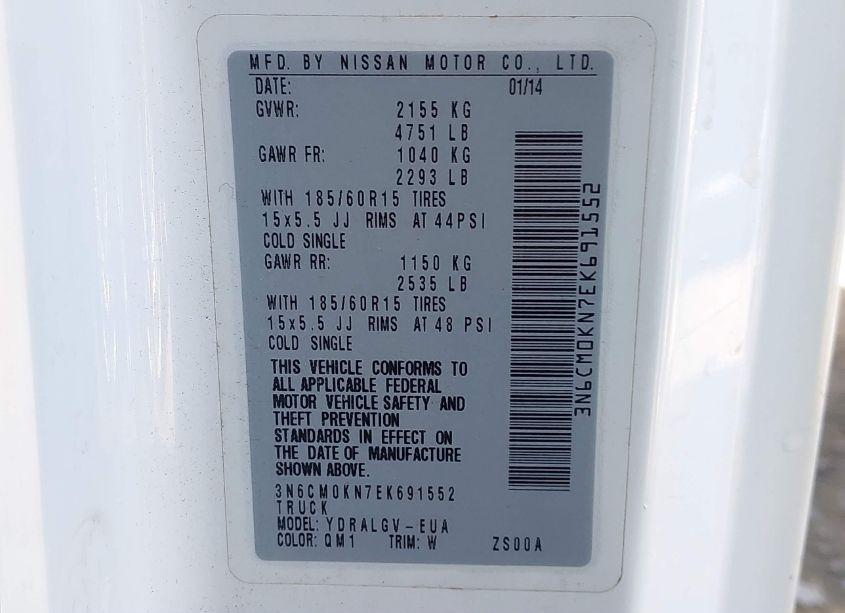 MFD. BY NISSAN MOTOR CO., LTD.
DATE: 01/14
GVWR: 2155 KG
4751 LB
GAWR FR: 1040 KG
2293 LB
WITH 185/60R15 TIRES
15x5.5 JJ RIMS AT 44PSI
COLD SINGLE
GAWR RR: 1150 KG
2535 LB
WITH 185/60R15 TIRES
15x5.5 JJ RIMS AT 48 PSI
COLD SINGLE
THIS VEHICLE CONFORMS TO
ALL APPLICABLE FEDERAL
MOTOR VEHICLE SAFETY AND
THEFT PREVENTION
STANDARDS IN EFFECT ON
THE DATE OF MANUFACTURE
SHOWN ABOVE.
3N6CM0KN7EK691552
TRUCK
MODEL: YDRALGV-EUA
COLOR: QM1 TRIM: W ZS00A
3N6CM0KN7EK691552